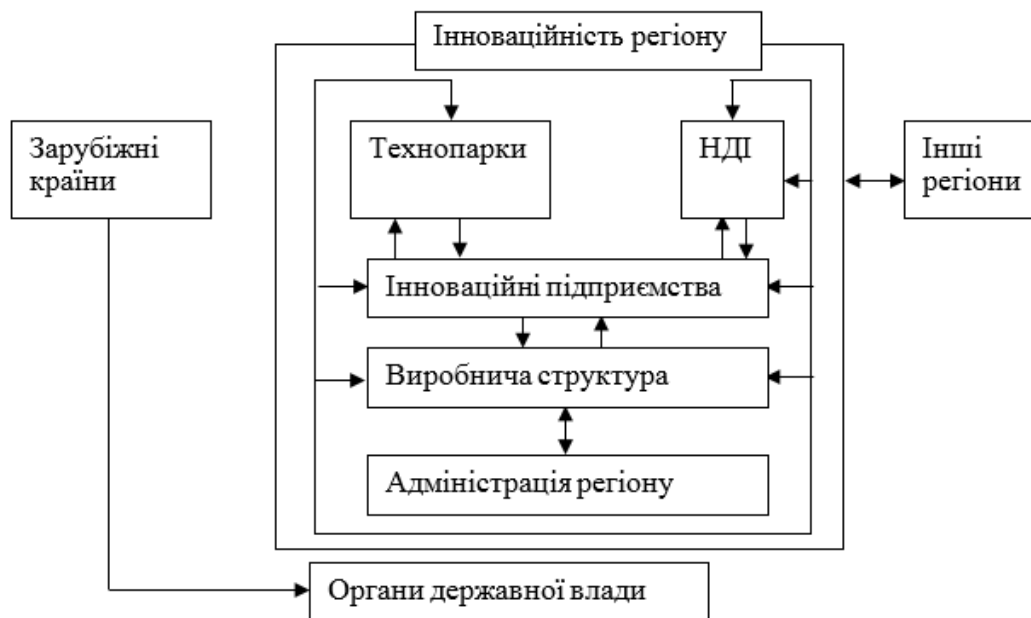 Інноваційність регіону
Зарубіжні
країни
Технопарки
НДІ
Інші
регіони
Інноваційні підприємства
Виробнича структура
Адміністрація регіону
Органи державної влади